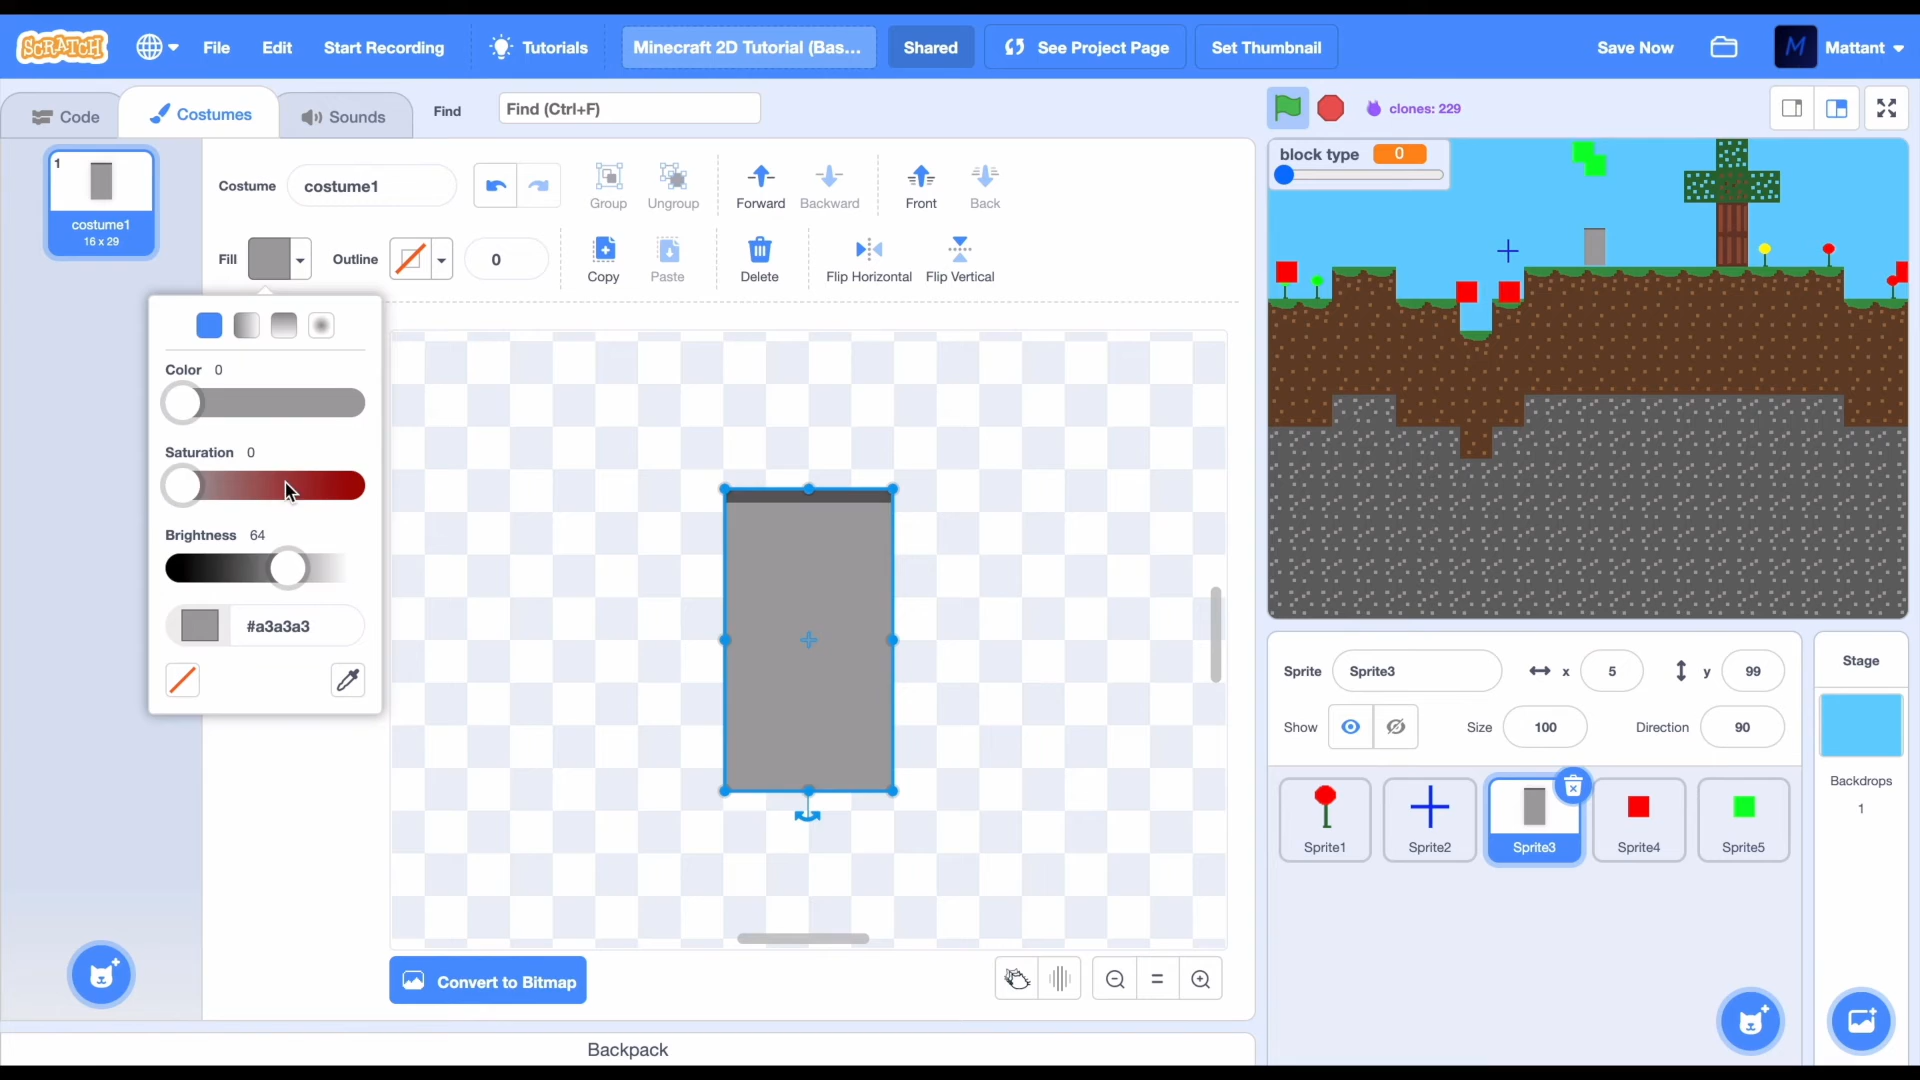 SCRATCH File Edit Start Recording Tutorials Minecraft 2D Tutorial (Bas... Shared See Project Page Set Thumbnail Save Now M Mattant
Code Costumes Sounds Find Find (Ctrl+F) clones: 229
1
costume1
16 x 29
Costume costume1 Group Ungroup Forward Backward Front Back
Fill Outline 0 Copy Paste Delete Flip Horizontal Flip Vertical
Color 0
Saturation 0
Brightness 64
#a3a3a3
block type 0
Convert to Bitmap
Backpack
Sprite Sprite3 x 5 y 99
Show Size 100 Direction 90
Sprite1 Sprite2 Sprite3 Sprite4 Sprite5
Stage
Backdrops
1